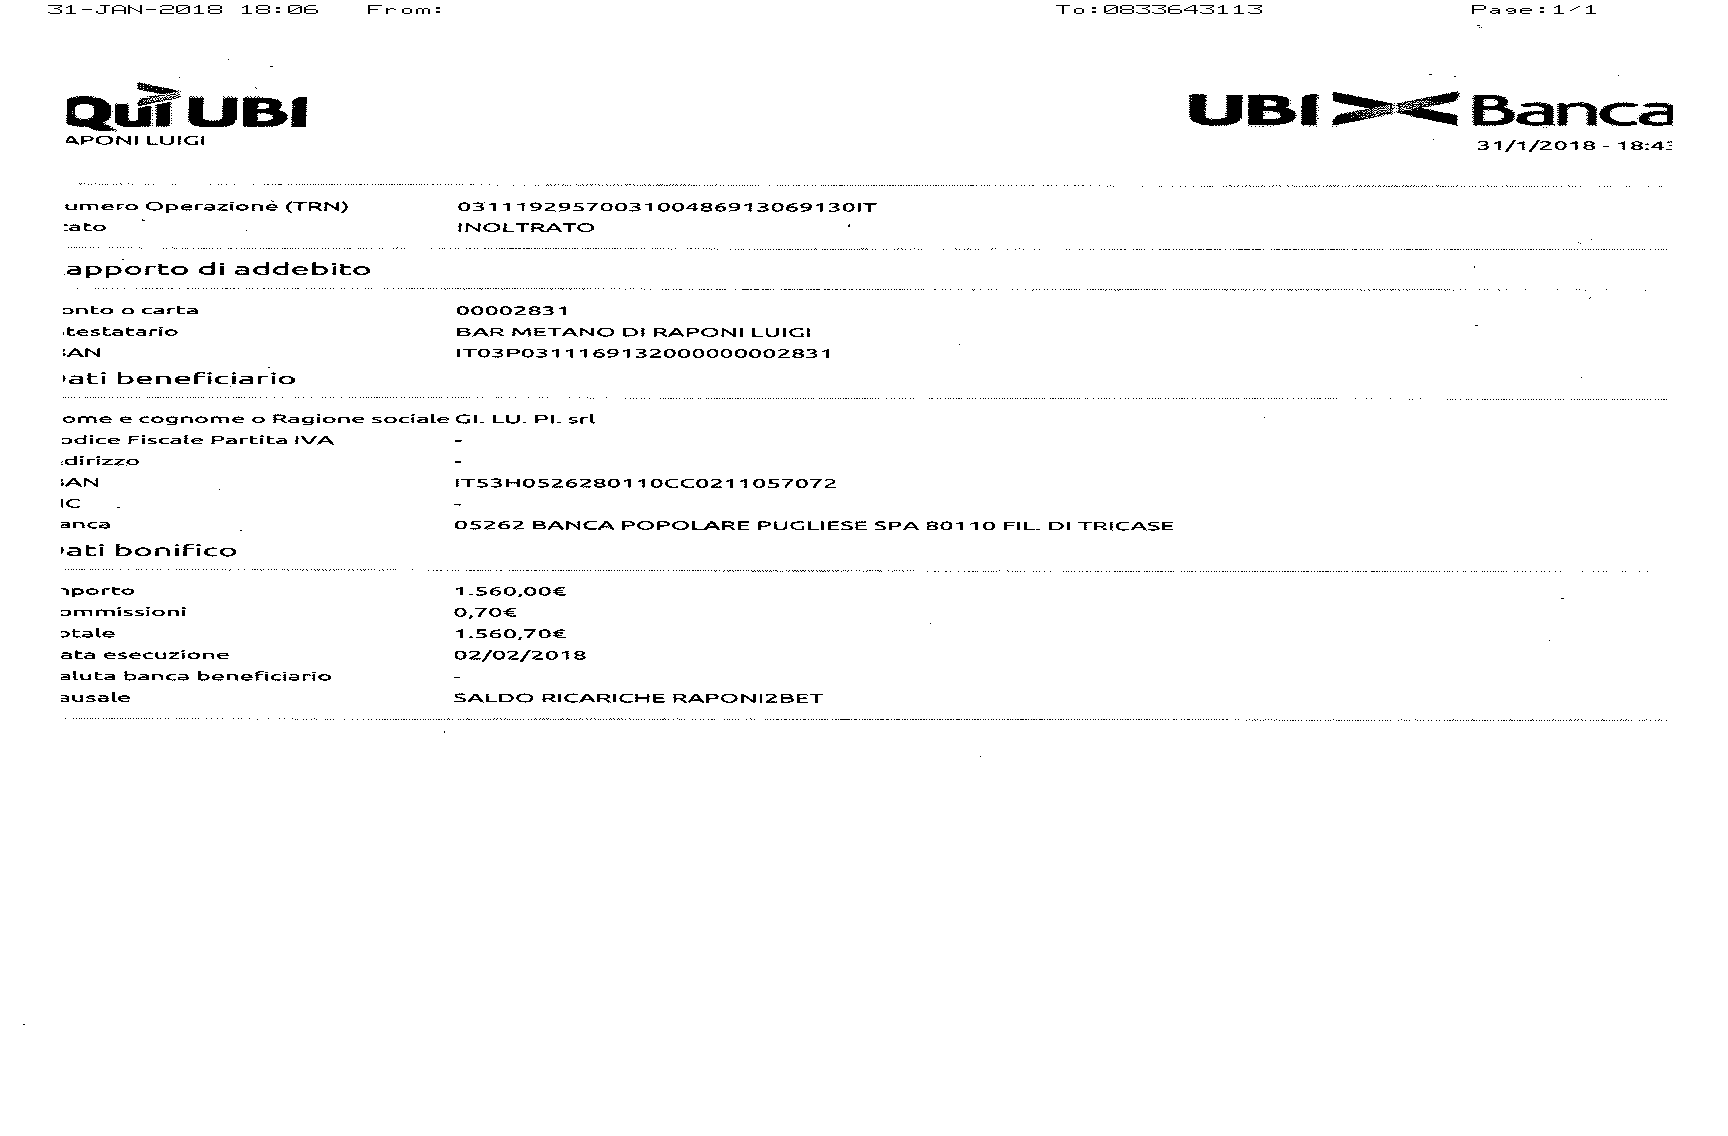 31-JAN-2018 18:06 From: To:0833643113 Page:1/1
Qui UBI
UBI Banca
APONI LUIGI
31/1/2018 - 18:43
umero Operazione (TRN) 0311192957003100486913069130IT
tato INOLTRATO
apporto di addebito
onto o carta 00002831
testatario BAR METANO DI RAPONI LUIGI
BAN IT03P0311169132000000002831
ati beneficiario
ome e cognome o Ragione sociale GI. LU. PI. srl
odice Fiscale Partita IVA -
dirizzo -
BAN IT53H0526280110CC0211057072
IC -
anca 05262 BANCA POPOLARE PUGLIESE SPA 80110 FIL. DI TRICASE
ati bonifico
mporto 1.560,00€
ommissioni 0,70€
otale 1.560,70€
ata esecuzione 02/02/2018
aluta banca beneficiario -
ausale SALDO RICARICHE RAPONI2BET